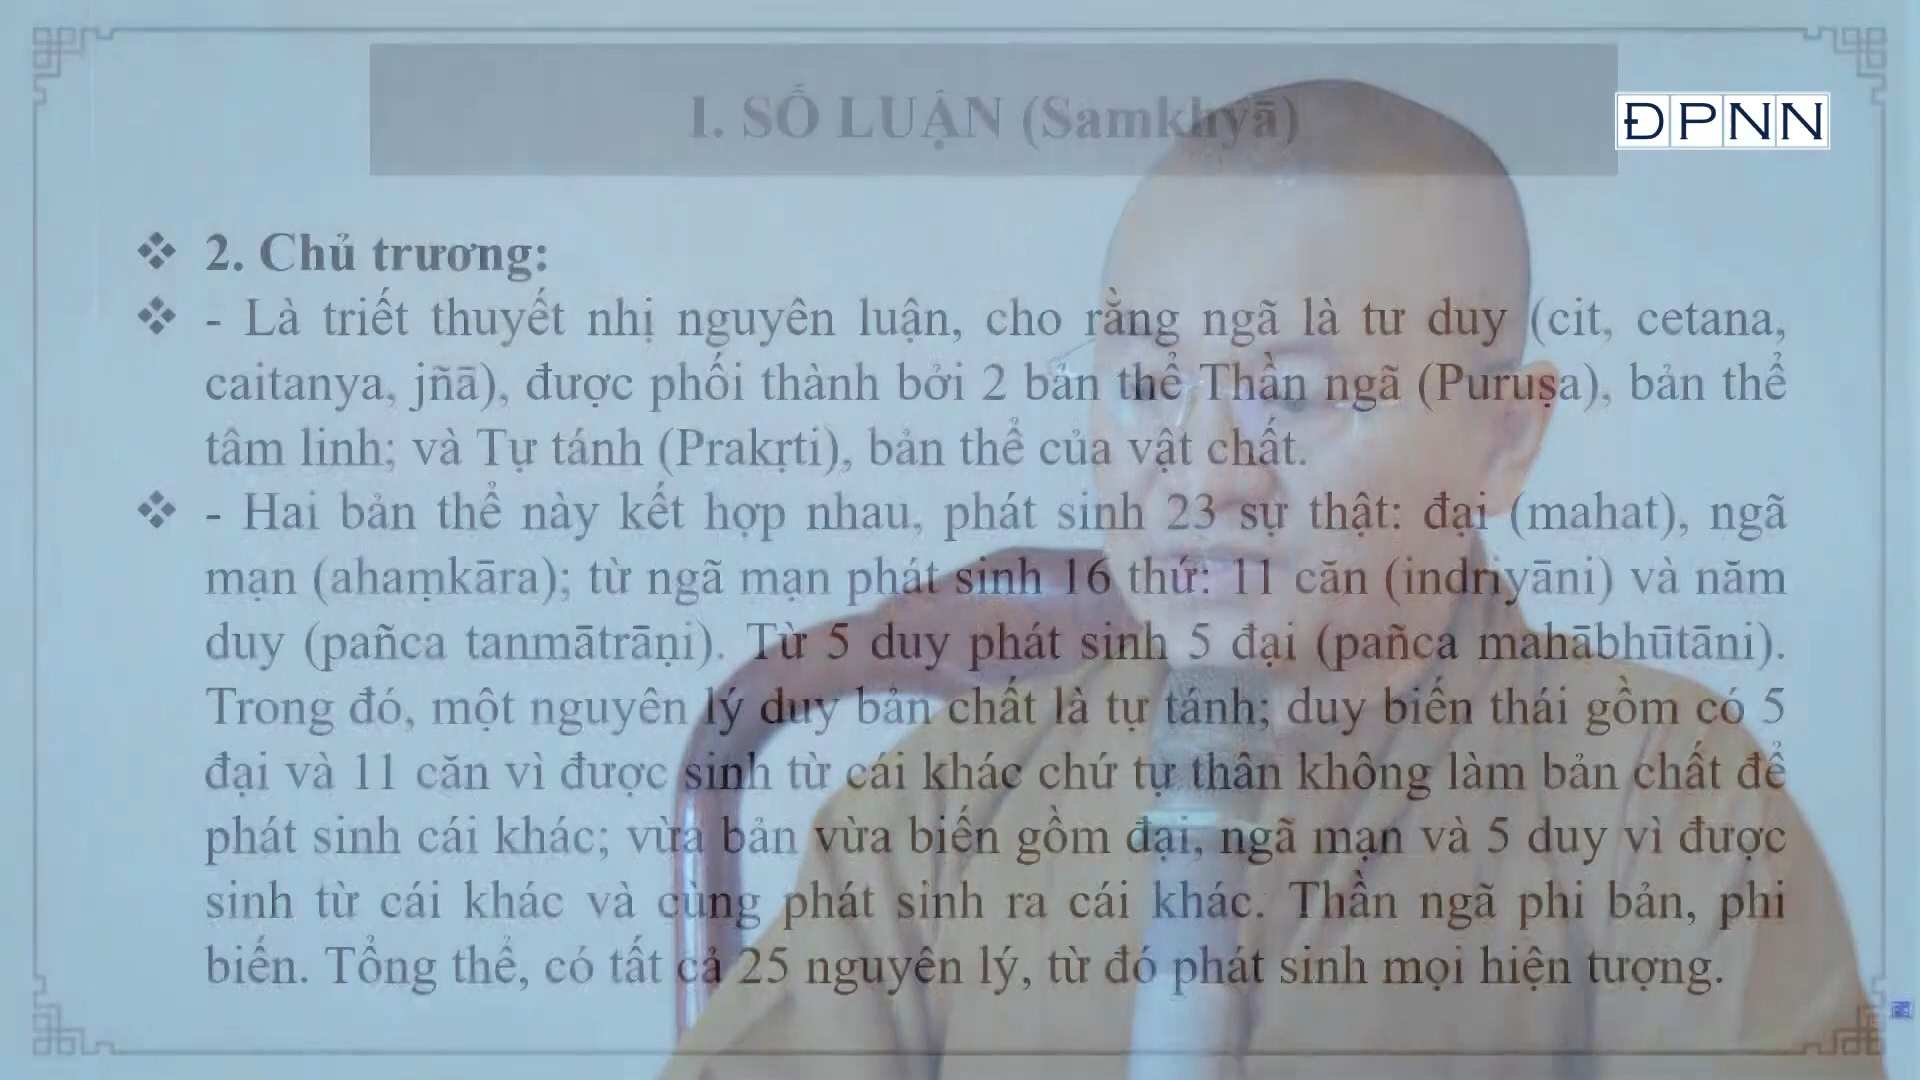 I. SỐ LUẬN (Samkhyā)
ĐPNN
2. Chủ trương:
- Là triết thuyết nhị nguyên luận, cho rằng ngã là tư duy (cit, cetana,
caitanya, jñā), được phối thành bởi 2 bản thể Thần ngã (Puruṣa), bản thể
tâm linh; và Tự tánh (Prakṛti), bản thể của vật chất.
- Hai bản thể này kết hợp nhau, phát sinh 23 sự thật: đại (mahat), ngã
mạn (ahaṃkāra); từ ngã mạn phát sinh 16 thứ: 11 căn (indriyāni) và năm
duy (pañca tanmātrāṇi). Từ 5 duy phát sinh 5 đại (pañca mahābhūtāni).
Trong đó, một nguyên lý duy bản chất là tự tánh; duy biến thái gồm có 5
đại và 11 căn vì được sinh từ cái khác chứ tự thân không làm bản chất để
phát sinh cái khác; vừa bản vừa biến gồm đại, ngã mạn và 5 duy vì được
sinh từ cái khác và cùng phát sinh ra cái khác. Thần ngã phi bản, phi
biến. Tổng thể, có tất cả 25 nguyên lý, từ đó phát sinh mọi hiện tượng.